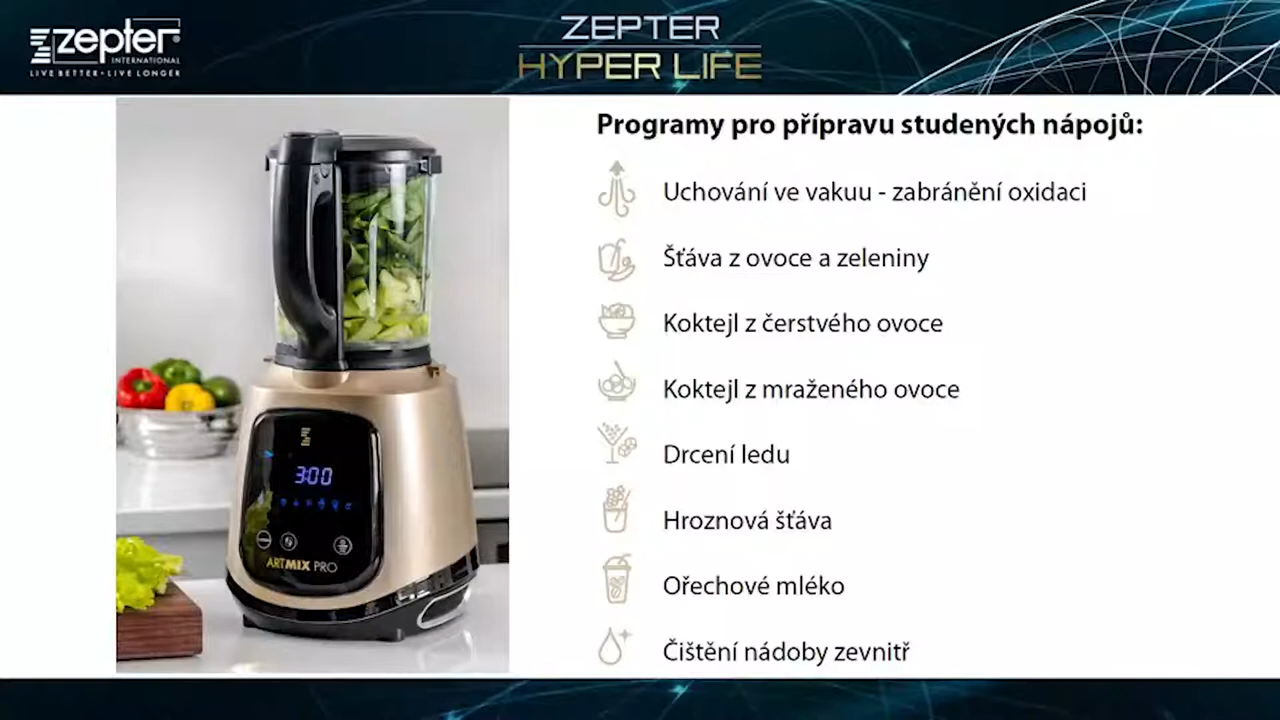 zepter
INTERNATIONAL
LIVE BETTER • LIVE LONGER
ZEPTER
HYPER LIFE
Programy pro přípravu studených nápojů:
Uchování ve vakuu - zabránění oxidaci
Šťáva z ovoce a zeleniny
Koktejl z čerstvého ovoce
Koktejl z mraženého ovoce
Drcení ledu
Hroznová šťáva
Ořechové mléko
Čištění nádoby zevnitř
3:00
ARTMIX PRO